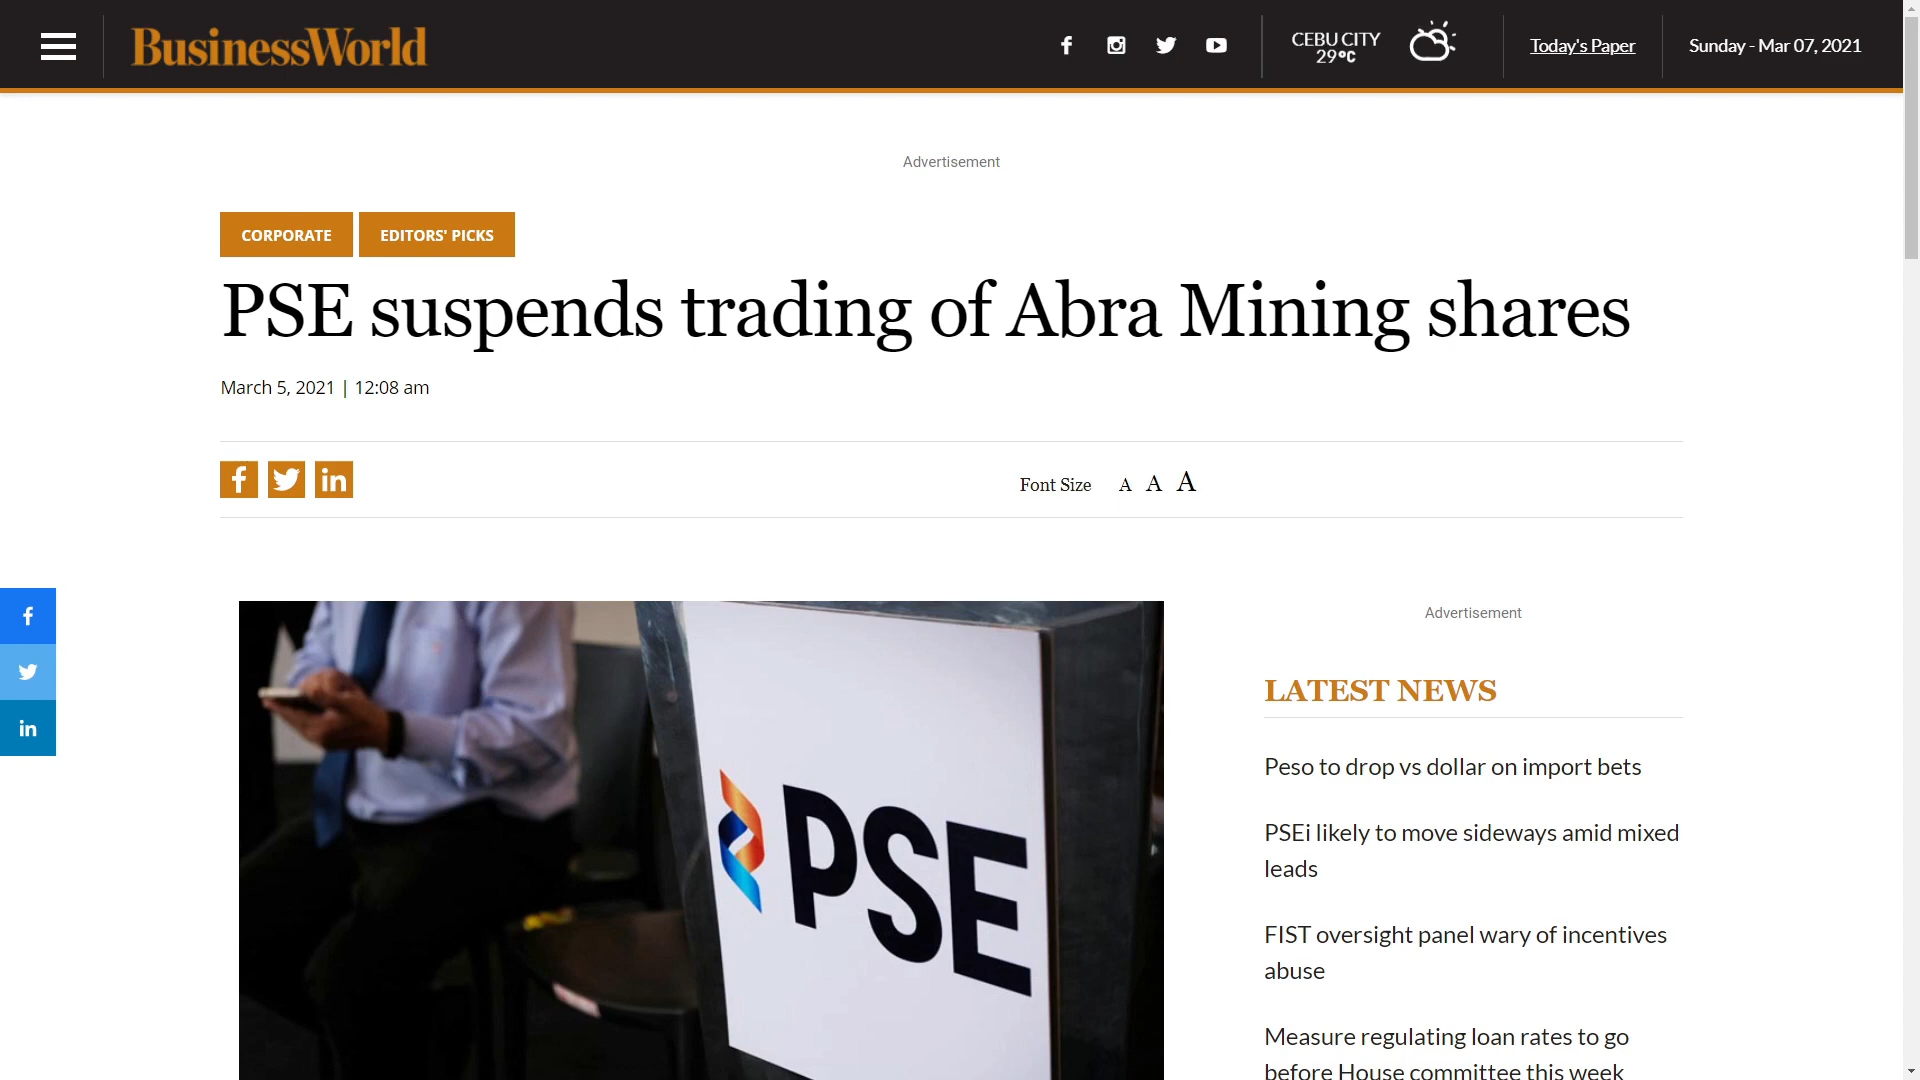 BusinessWorld
CEBU CITY
29°C
Today's Paper
Sunday - Mar 07, 2021
Advertisement
CORPORATE
EDITORS' PICKS
PSE suspends trading of Abra Mining shares
March 5, 2021 | 12:08 am
Font Size A A A
PSE
Advertisement
LATEST NEWS
Peso to drop vs dollar on import bets
PSEi likely to move sideways amid mixed
leads
FIST oversight panel wary of incentives
abuse
Measure regulating loan rates to go
before House committee this week